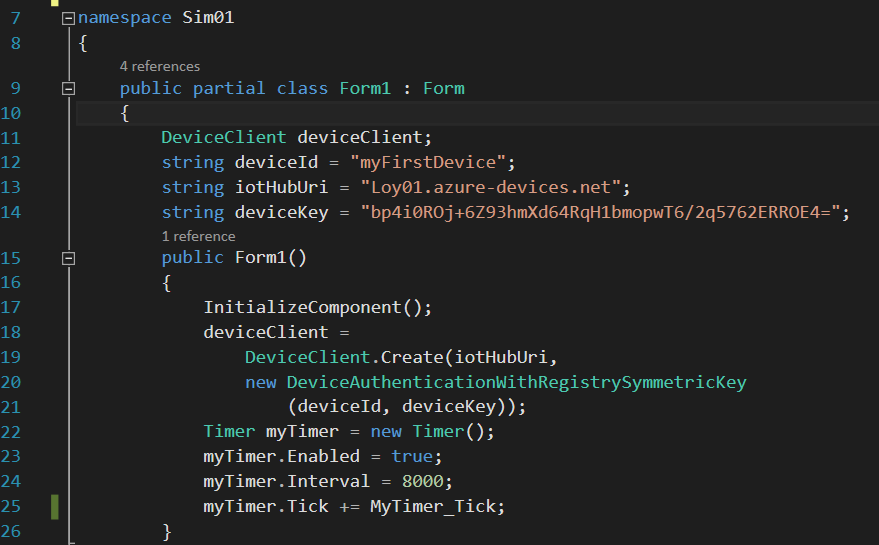 7 namespace Sim01
8 {
4 references
9 public partial class Form1 : Form
10 {
11 DeviceClient deviceClient;
12 string deviceId = "myFirstDevice";
13 string iotHubUri = "Loy01.azure-devices.net";
14 string deviceKey = "bp4i0ROj+6Z93hmXd64RqH1bmopwT6/2q5762ERROE4=";
1 reference
15 public Form1()
16 {
17 InitializeComponent();
18 deviceClient =
19 DeviceClient.Create(iotHubUri,
20 new DeviceAuthenticationWithRegistrySymmetricKey
21 (deviceId, deviceKey));
22 Timer myTimer = new Timer();
23 myTimer.Enabled = true;
24 myTimer.Interval = 8000;
25 myTimer.Tick += MyTimer_Tick;
26 }